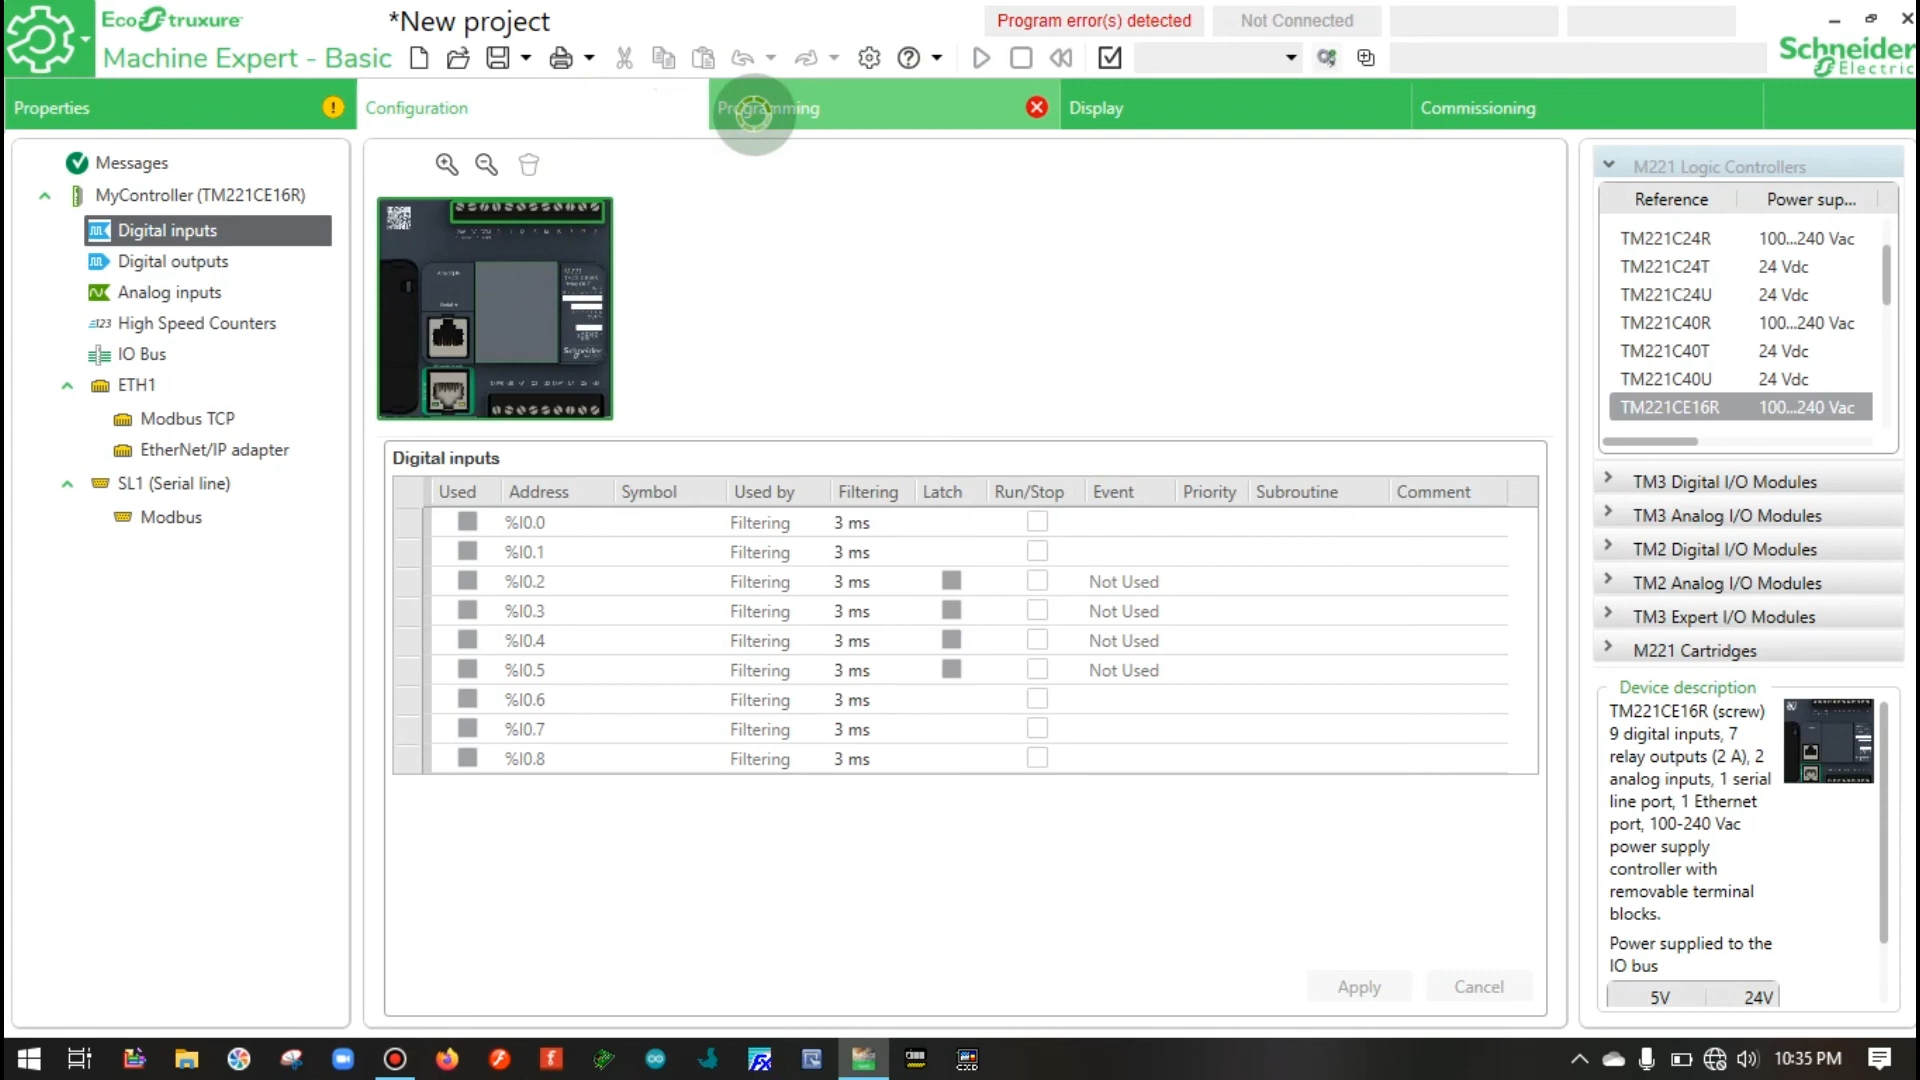 EcoStruxure
*New project
Program error(s) detected
Not Connected
Machine Expert - Basic
Schneider
Electric
Properties
Configuration
Programming
Display
Commissioning
Messages
MyController (TM221CE16R)
Digital inputs
Digital outputs
Analog inputs
High Speed Counters
IO Bus
ETH1
Modbus TCP
EtherNet/IP adapter
SL1 (Serial line)
Modbus
Schneider
Digital inputs
Used Address Symbol Used by Filtering Latch Run/Stop Event Priority Subroutine Comment
%I0.0 Filtering 3 ms
%I0.1 Filtering 3 ms
%I0.2 Filtering 3 ms Not Used
%I0.3 Filtering 3 ms Not Used
%I0.4 Filtering 3 ms Not Used
%I0.5 Filtering 3 ms Not Used
%I0.6 Filtering 3 ms
%I0.7 Filtering 3 ms
%I0.8 Filtering 3 ms
Apply
Cancel
M221 Logic Controllers
Reference Power sup...
TM221C24R 100...240 Vac
TM221C24T 24 Vdc
TM221C24U 24 Vdc
TM221C40R 100...240 Vac
TM221C40T 24 Vdc
TM221C40U 24 Vdc
TM221CE16R 100...240 Vac
TM3 Digital I/O Modules
TM3 Analog I/O Modules
TM2 Digital I/O Modules
TM2 Analog I/O Modules
TM3 Expert I/O Modules
M221 Cartridges
Device description
TM221CE16R (screw)
9 digital inputs, 7
relay outputs (2 A), 2
analog inputs, 1 serial
line port, 1 Ethernet
port, 100-240 Vac
power supply
controller with
removable terminal
blocks.
Power supplied to the
IO bus
5V 24V
10:35 PM